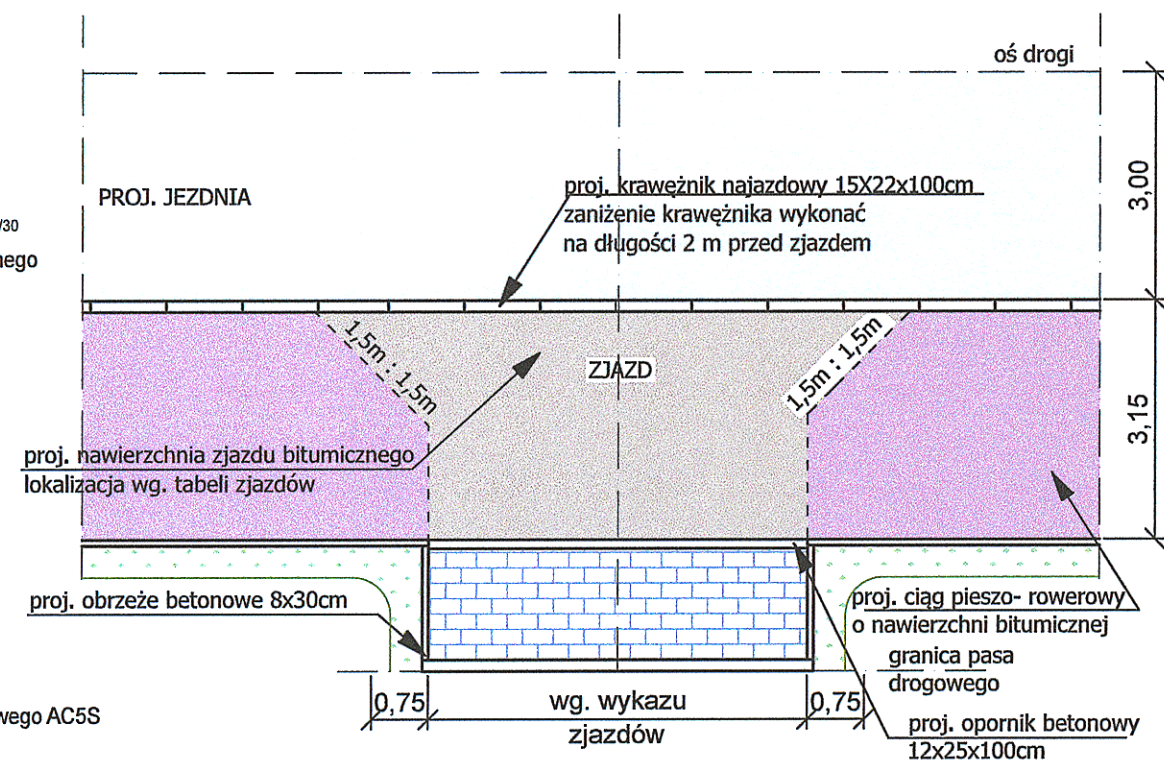 oś drogi
PROJ. JEZDNIA
proj. krawężnik najazdowy 15X22x100cm
zaniżenie krawężnika wykonać
na długości 2 m przed zjazdem
3,00
/30
nego
1,5m : 1,5m
ZJAZD
1,5m : 1,5m
3,15
proj. nawierzchnia zjazdu bitumicznego
lokalizacja wg. tabeli zjazdów
proj. obrzeże betonowe 8x30cm
proj. ciąg pieszo- rowerowy
o nawierzchni bitumicznej
granica pasa
drogowego
0,75
wg. wykazu
zjazdów
0,75
wego AC5S
proj. opornik betonowy
12x25x100cm